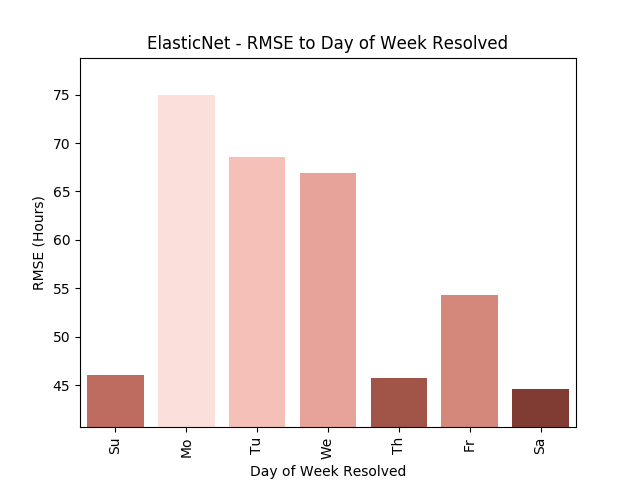 ElasticNet - RMSE to Day of Week Resolved
75
70
65
60
55
50
45
RMSE (Hours)
Su
Mo
Tu
We
Th
Fr
Sa
Day of Week Resolved